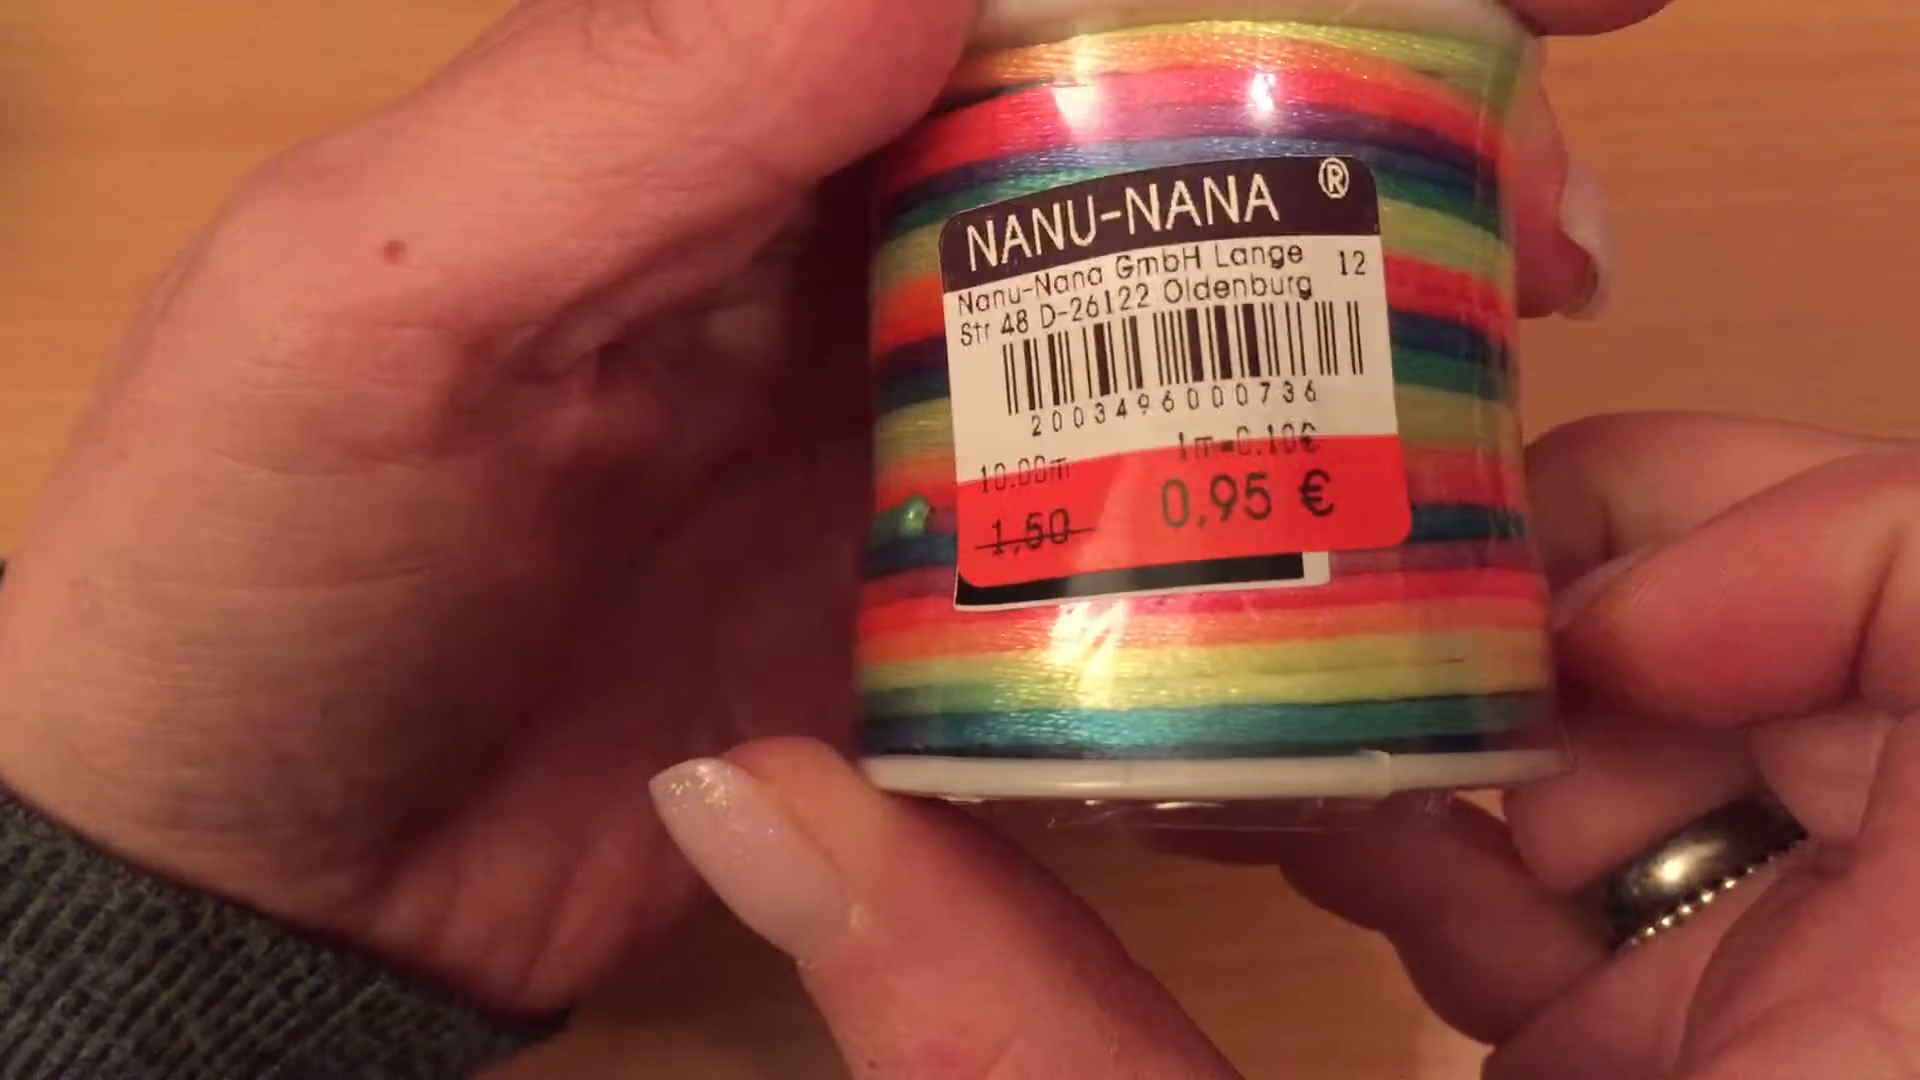 NANU-NANA ®
Nanu-Nana GmbH Lange 12
Str 48 D-26122 Oldenburg
2003496000736
1m=0.10€
10.00m
1,50 0,95 €